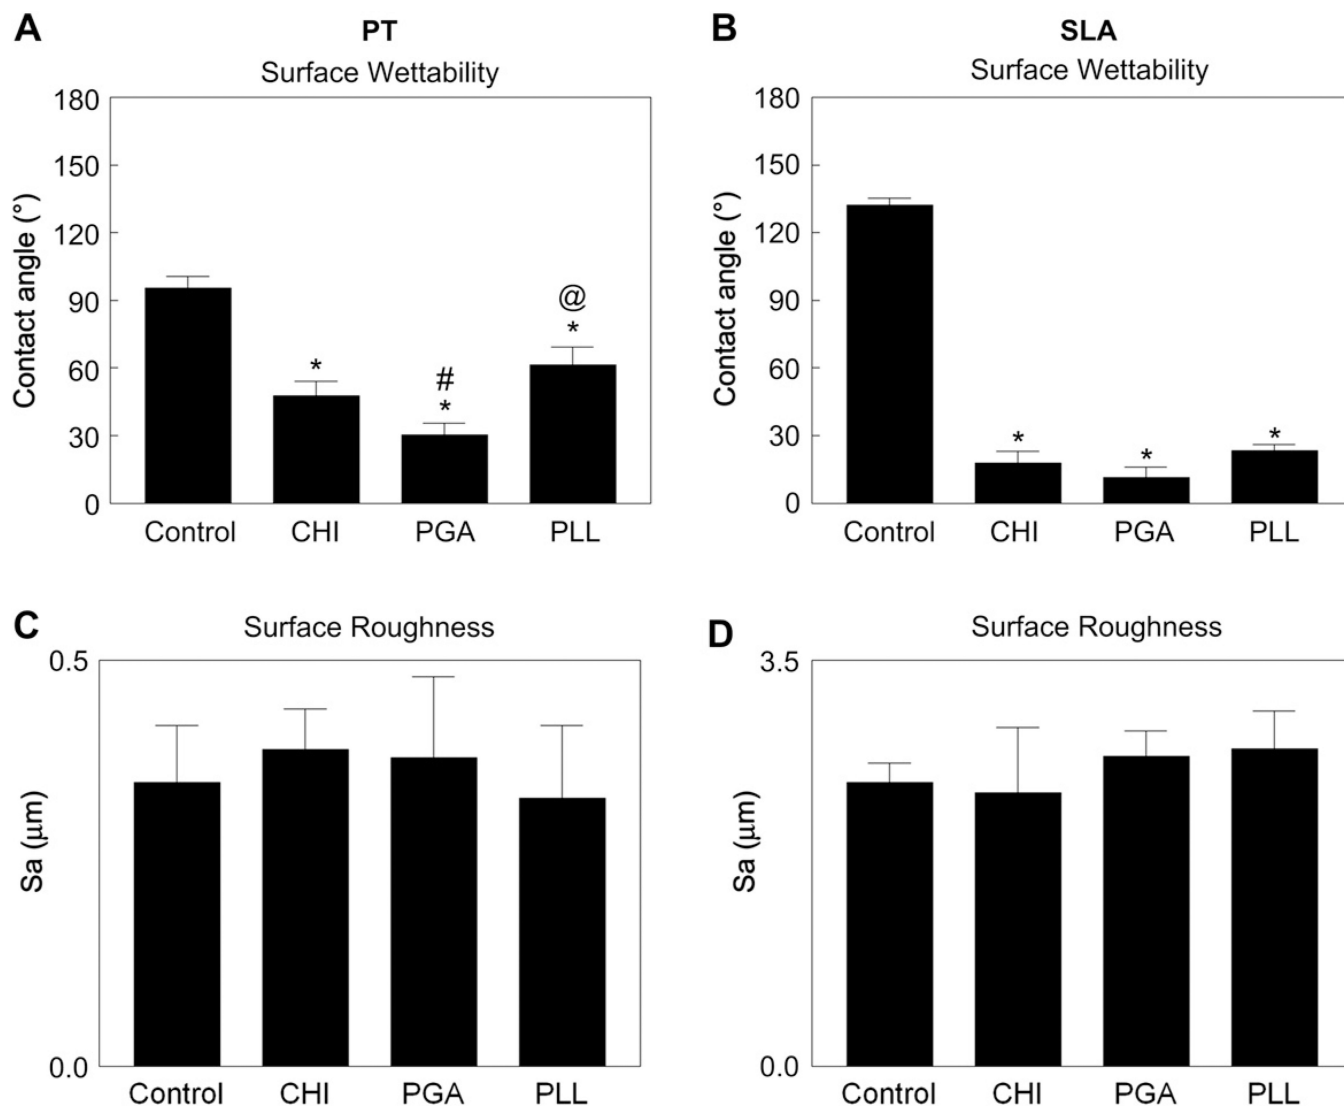 A
PT
Surface Wettability
180
150
120
90
60
30
0
Contact angle (°)
*
#
*
@
*
Control CHI PGA PLL
B
SLA
Surface Wettability
180
150
120
90
60
30
0
Contact angle (°)
*
*
*
Control CHI PGA PLL
C
Surface Roughness
0.5
0.0
Sa (μm)
Control CHI PGA PLL
D
Surface Roughness
3.5
0.0
Sa (μm)
Control CHI PGA PLL